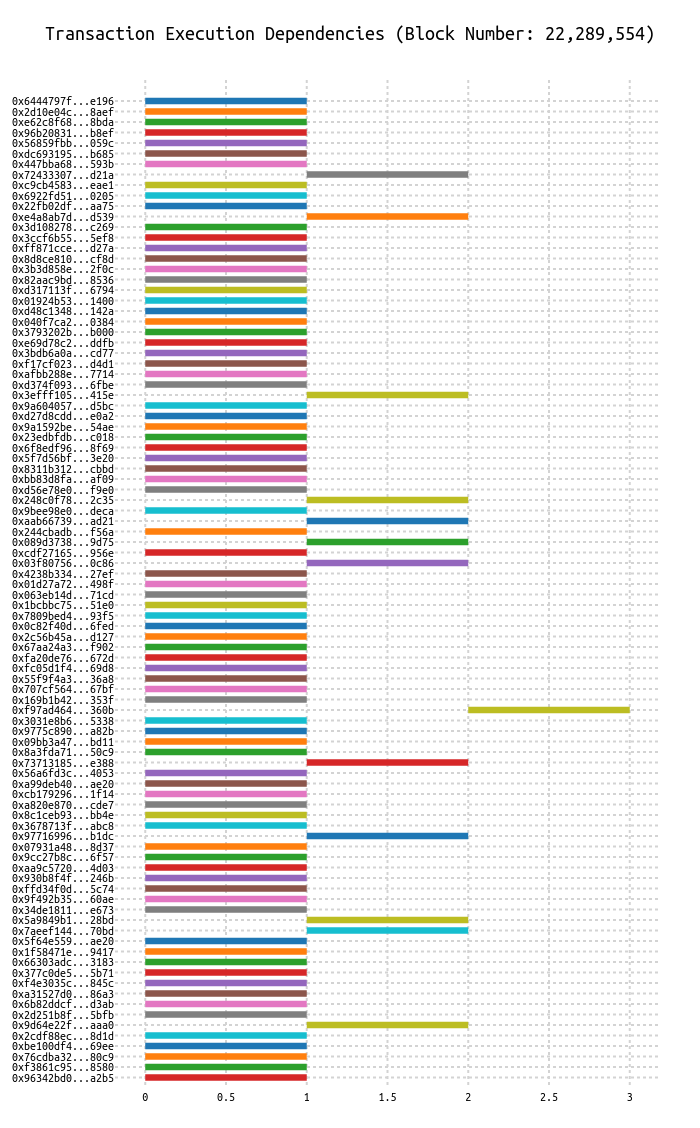 Transaction Execution Dependencies (Block Number: 22,289,554)
0x6444797f...e196
0x2d10e04c...8aef
0xe62c8f68...8bda
0x96b20831...b8ef
0x56859fbb...059c
0xdc693195...b685
0x447bba68...593b
0x72433307...d21a
0xc9cb4583...eae1
0x6922fd51...0205
0x22fb02df...aa75
0xe4a8ab7d...d539
0x3d108278...c269
0x3ccf6b55...5ef8
0xff871cce...d27a
0x8d8ce810...cf8d
0x3b3d858e...2f0c
0x82aac9bd...8536
0xd317113f...6794
0x01924b53...1400
0xd48c1348...142a
0x040f7ca2...0384
0x3793202b...b000
0xe69d78c2...ddfb
0x3bdb6a0a...cd77
0xf17cf023...d4d1
0xafbb288e...7714
0xd374f093...6fbe
0x3efff105...415e
0x9a604057...d5bc
0xd27d8cdd...e0a2
0x9a1592be...54ae
0x23edbfdb...c018
0x6f8edf96...8f69
0x5f7d56bf...3e20
0x8311b312...cbbd
0xbb83d8fa...af09
0xd56e78e0...f9e0
0x248c0f78...2c35
0x9bee98e0...deca
0xaab66739...ad21
0x244cbadb...f56a
0x089d3738...9d75
0xcdf27165...956e
0x03f80756...0c86
0x4238b334...27ef
0x01d27a72...498f
0x063eb14d...71cd
0x1bcbbc75...51e0
0x7809bed4...93f5
0x0c82f40d...6fed
0x2c56b45a...d127
0x67aa24a3...f902
0xfa20de76...672d
0xfc05d1f4...69d8
0x55f9f4a3...36a8
0x707cf564...67bf
0x169b1b42...353f
0xf97ad464...360b
0x3031e8b6...5338
0x9775c890...a82b
0x09bb3a47...bd11
0x8a3fda71...50c9
0x73713185...e388
0x56a6fd3c...4053
0xa99deb40...ae20
0xcb179296...1f14
0xa820e870...cde7
0x8c1ceb93...bb4e
0x3678713f...abc8
0x97716996...b1dc
0x07931a48...8d37
0x9cc27b8c...6f57
0xaa9c5720...4d03
0x930b8f4f...246b
0xffd34f0d...5c74
0x9f492b35...60ae
0x34de1811...e673
0x5a9849b1...28bd
0x7aeef144...70bd
0x5f64e559...ae20
0x1f58471e...9417
0x66303adc...3183
0x377c0de5...5b71
0xf4e3035c...845c
0xa31527d0...86a3
0x6b82ddcf...d3ab
0x2d251b8f...5bfb
0x9d64e22f...aaa0
0x2cdf88ec...8d1d
0xbe100df4...69ee
0x76cdba32...80c9
0xf3861c95...8580
0x96342bd0...a2b5
0 0.5 1 1.5 2 2.5 3